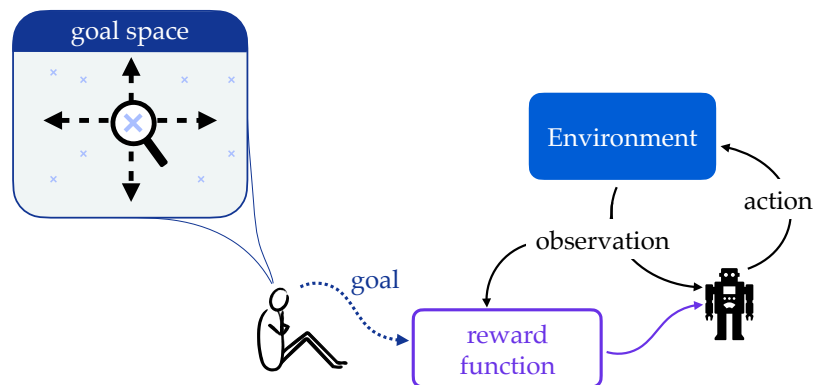 goal space
Environment
action
observation
goal
reward
function